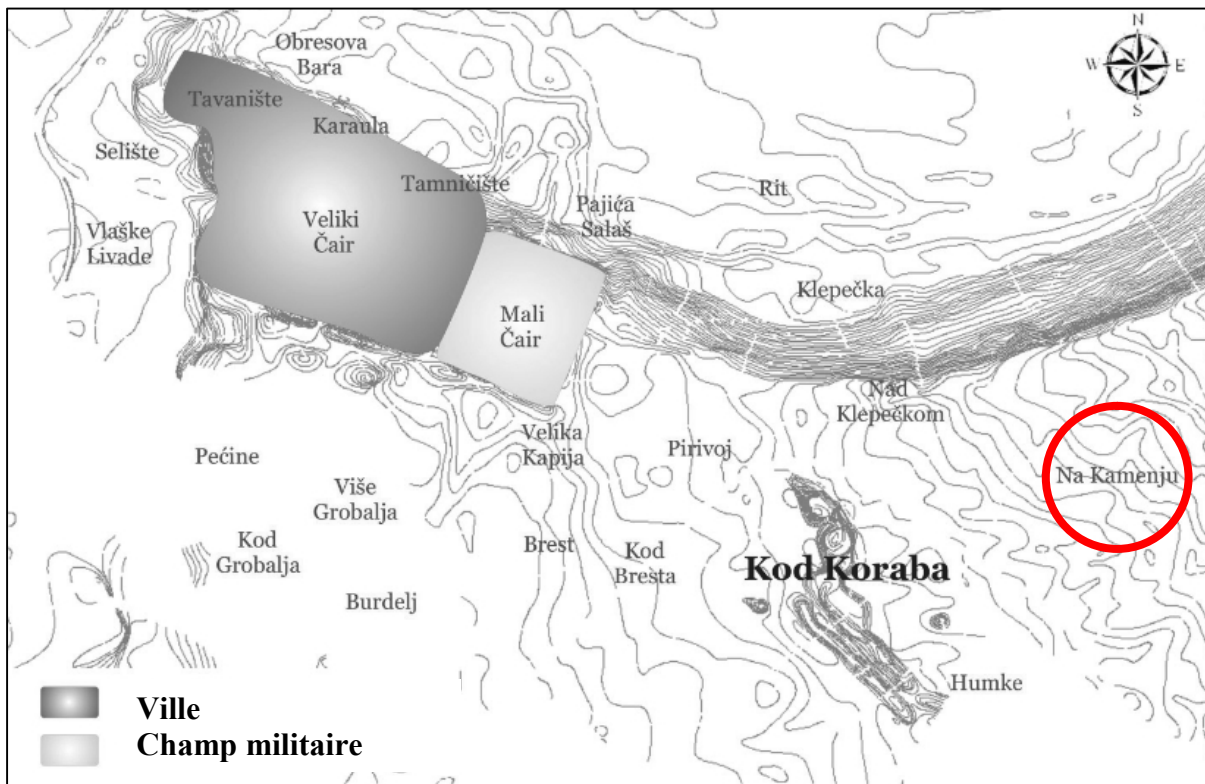 N
W E
S
Obresova
Bara
Tavanište
Karaula
Selište
Tamničište
Rit
Pajića
Salaš
Veliki
Čair
Vlaške
Livade
Klepečka
Mali
Čair
Nad
Klepečkom
Velika
Kapija
Pirivoj
Pećine
Na Kamenju
Više
Grobalja
Kod
Grobalja
Brest
Kod
Bresta
Kod Koraba
Burdelj
Humke
Ville
Champ militaire